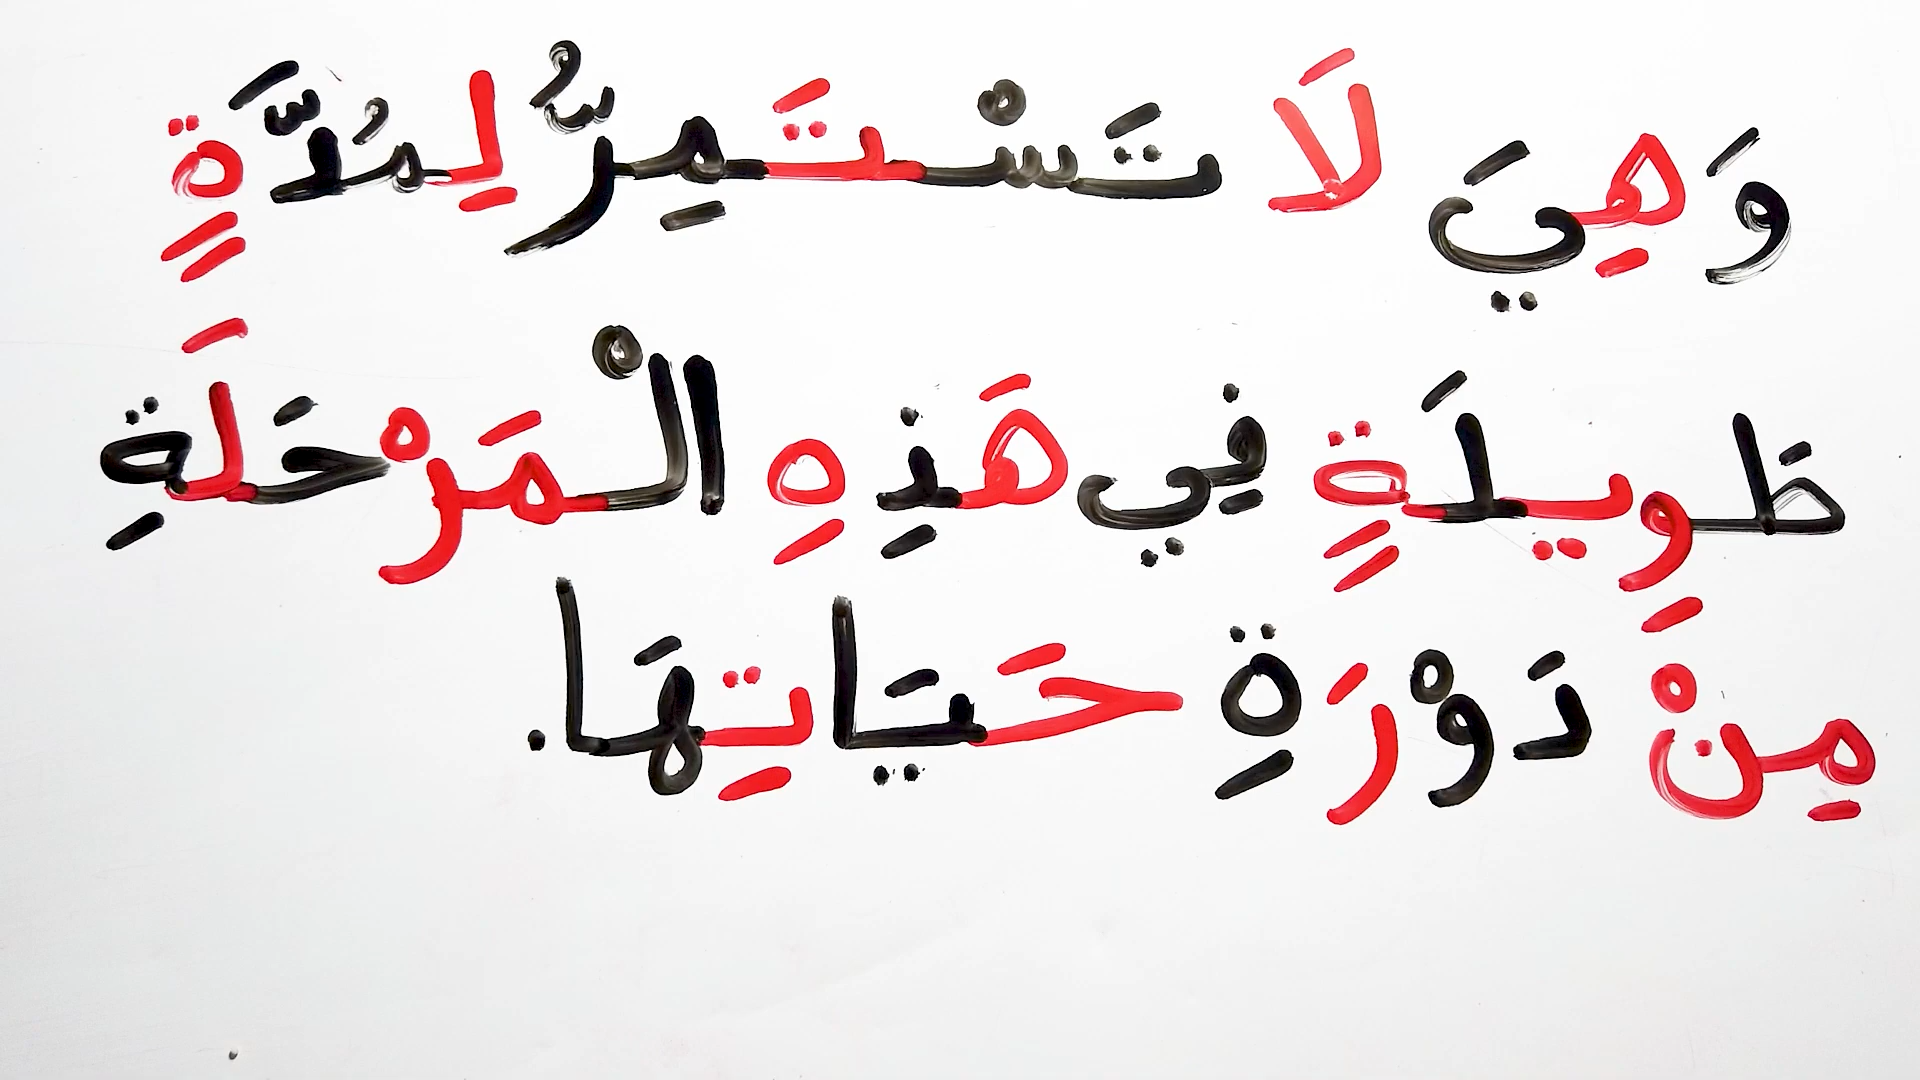 وَهِيَ لَا تَسْتَمِرُّ لِمُدَّةٍ
طَوِيلَةٍ فِي هَذِهِ الْمَرْحَلَةِ
مِنْ دَوْرَةِ حَيَاتِهَا.